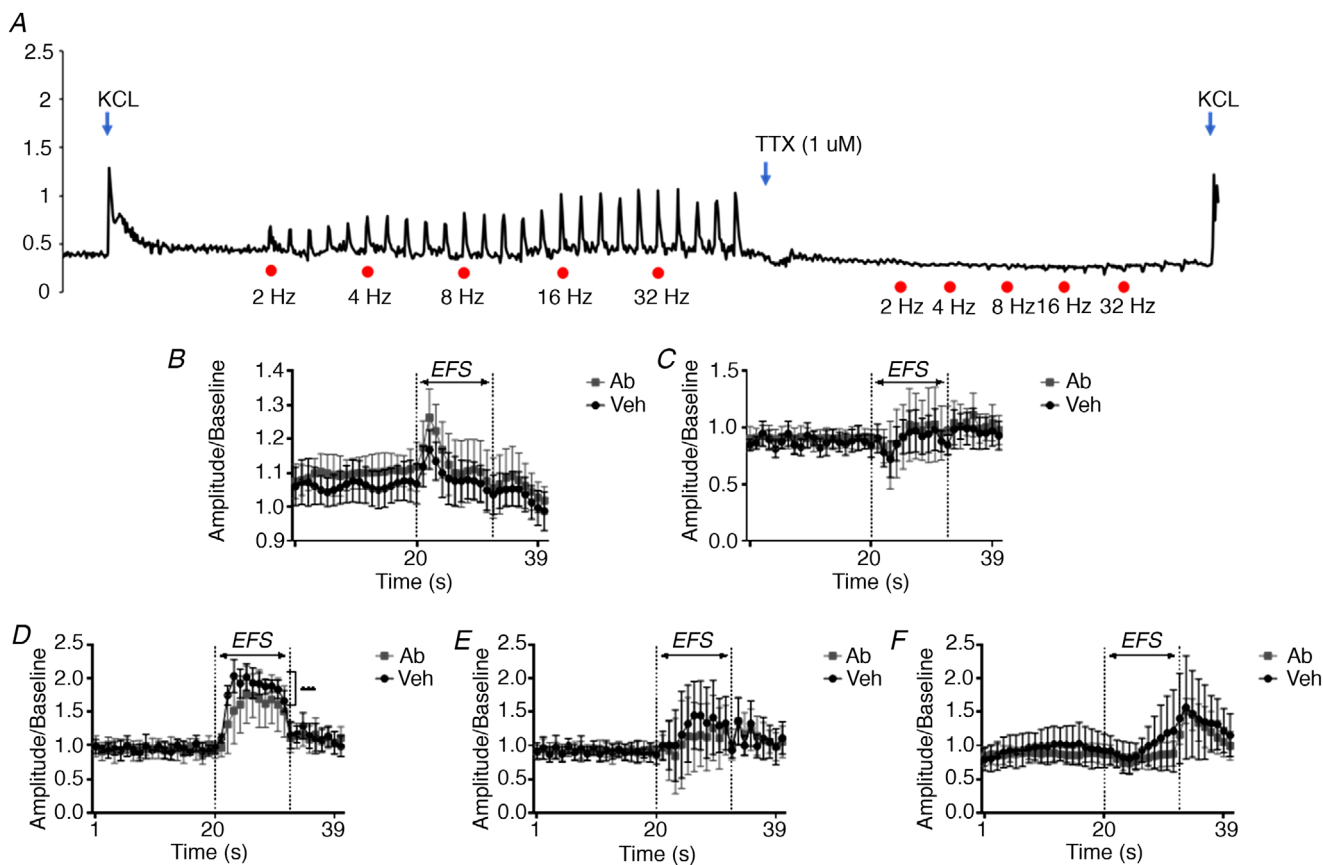 A
2.5
2
1.5
1
0.5
0
KCL
TTX (1 uM)
KCL
2 Hz
4 Hz
8 Hz
16 Hz
32 Hz
2 Hz
4 Hz
8 Hz
16 Hz
32 Hz
B
Amplitude/Baseline
1.4
1.3
1.2
1.1
1.0
0.9
EFS
Ab
Veh
20
39
Time (s)
C
Amplitude/Baseline
1.5
1.0
0.5
0.0
EFS
Ab
Veh
20
39
Time (s)
D
Amplitude/Baseline
2.5
2.0
1.5
1.0
0.5
0.0
EFS
Ab
Veh
1
20
39
Time (s)
E
Amplitude/Baseline
2.5
2.0
1.5
1.0
0.5
0.0
EFS
Ab
Veh
1
20
39
Time (s)
F
Amplitude/Baseline
2.5
2.0
1.5
1.0
0.5
0.0
EFS
Ab
Veh
1
20
39
Time (s)